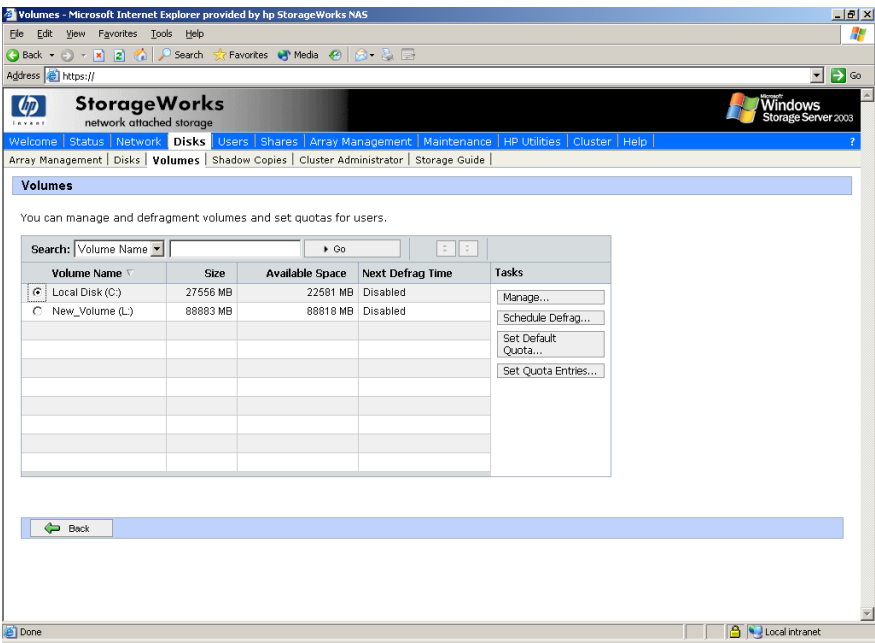 Volumes - Microsoft Internet Explorer provided by hp StorageWorks NAS
File Edit View Favorites Tools Help
Back Search Favorites Media
Address https:// Go
hp
invent
StorageWorks
network attached storage
Microsoft
Windows
Storage Server 2003
Welcome Status Network Disks Users Shares Array Management Maintenance HP Utilities Cluster Help ?
Array Management Disks Volumes Shadow Copies Cluster Administrator Storage Guide
Volumes
You can manage and defragment volumes and set quotas for users.
Search: Volume Name Go
Volume Name Size Available Space Next Defrag Time Tasks
Local Disk (C:) 27556 MB 22581 MB Disabled
New_Volume (L:) 88883 MB 88818 MB Disabled
Manage...
Schedule Defrag...
Set Default
Quota...
Set Quota Entries...
Back
Done Local intranet